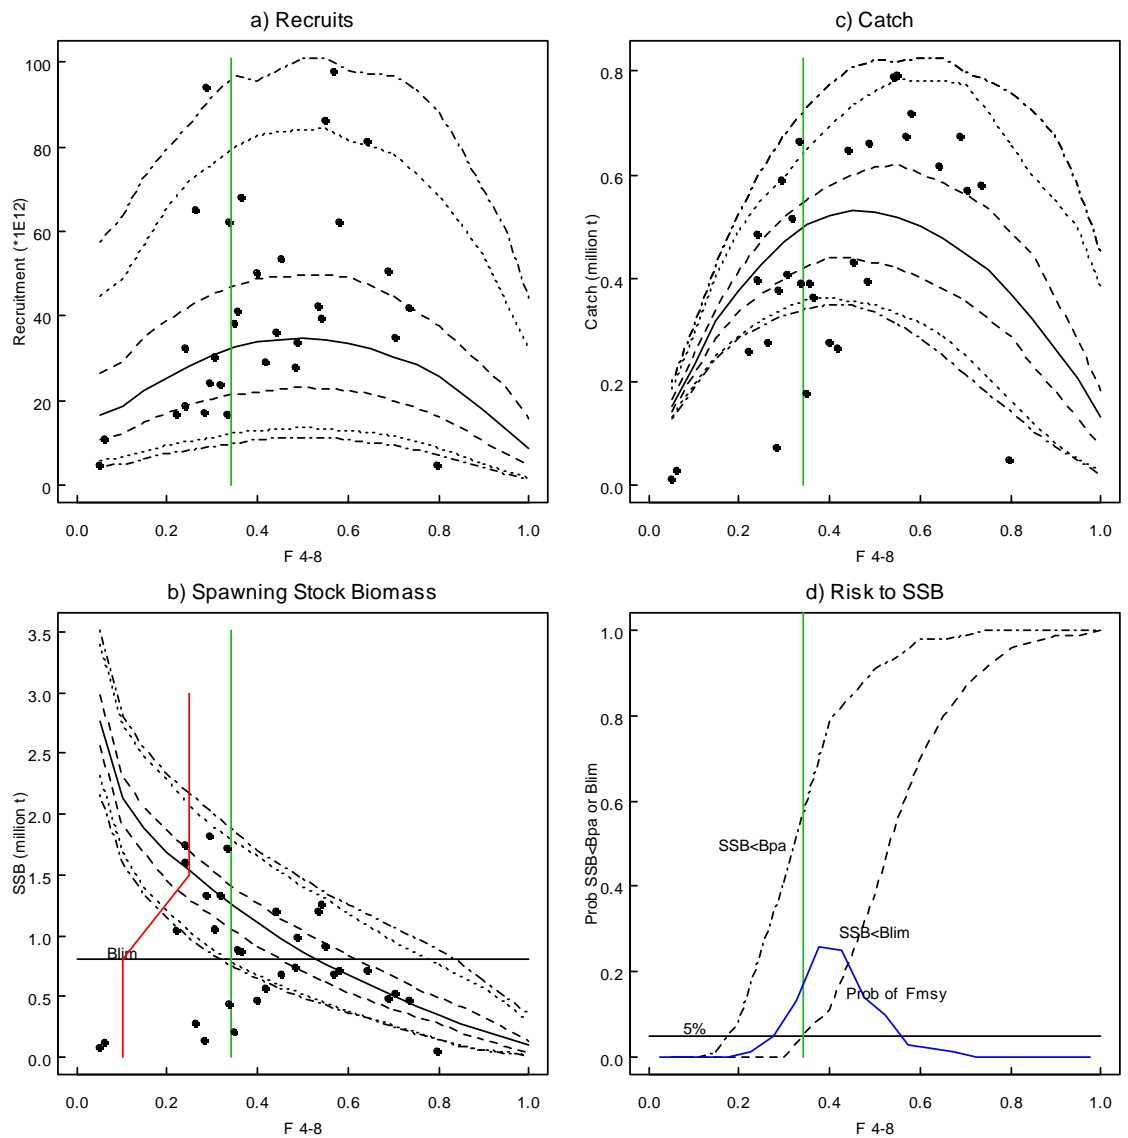 a) Recruits
Recruitment (*1E12)
100
80
60
40
20
0
0.0 0.2 0.4 0.6 0.8 1.0
F 4-8
c) Catch
Catch (million t)
0.8
0.6
0.4
0.2
0.0
0.0 0.2 0.4 0.6 0.8 1.0
F 4-8
b) Spawning Stock Biomass
SSB (million t)
3.5
3.0
2.5
2.0
1.5
1.0
0.5
0.0
Blim
0.0 0.2 0.4 0.6 0.8 1.0
F 4-8
d) Risk to SSB
Prob SSB<Bpa or Blim
1.0
0.8
0.6
0.4
0.2
0.0
SSB<Bpa
SSB<Blim
Prob of Fmsy
5%
0.0 0.2 0.4 0.6 0.8 1.0
F 4-8